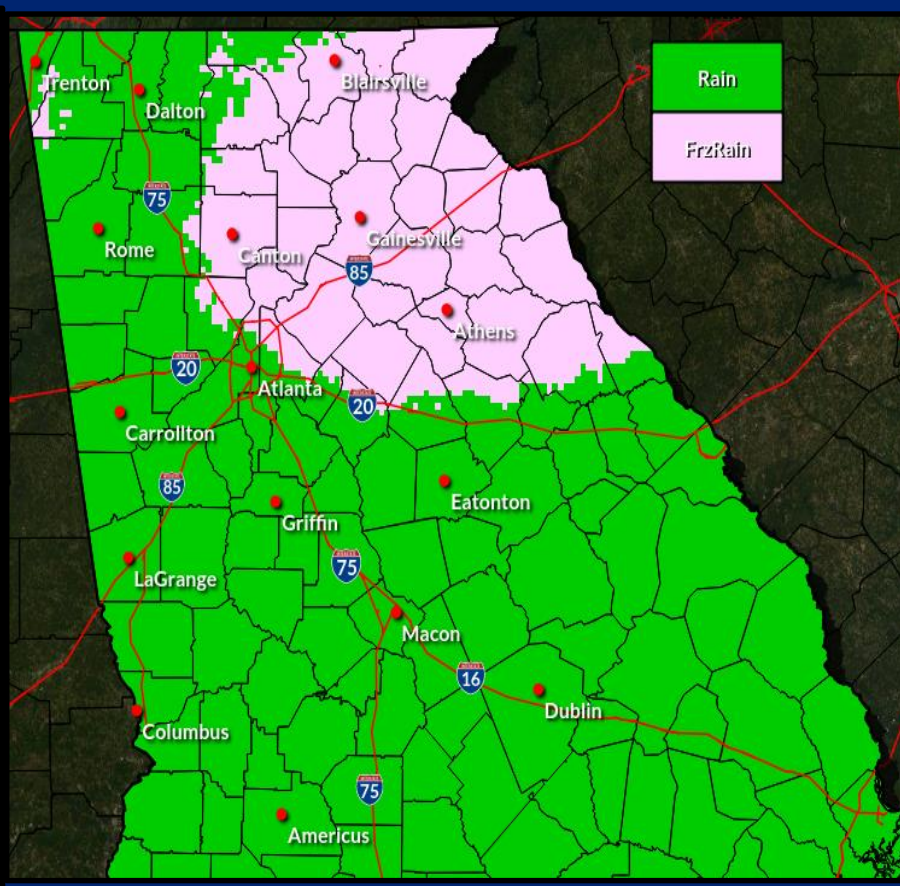 Rain
FrzRain
Trenton
Blairsville
Dalton
75
Rome
Canton
Gainesville
85
Athens
20
Atlanta
20
Carrollton
85
Eatonton
Griffin
75
LaGrange
Macon
16
Dublin
Columbus
75
Americus